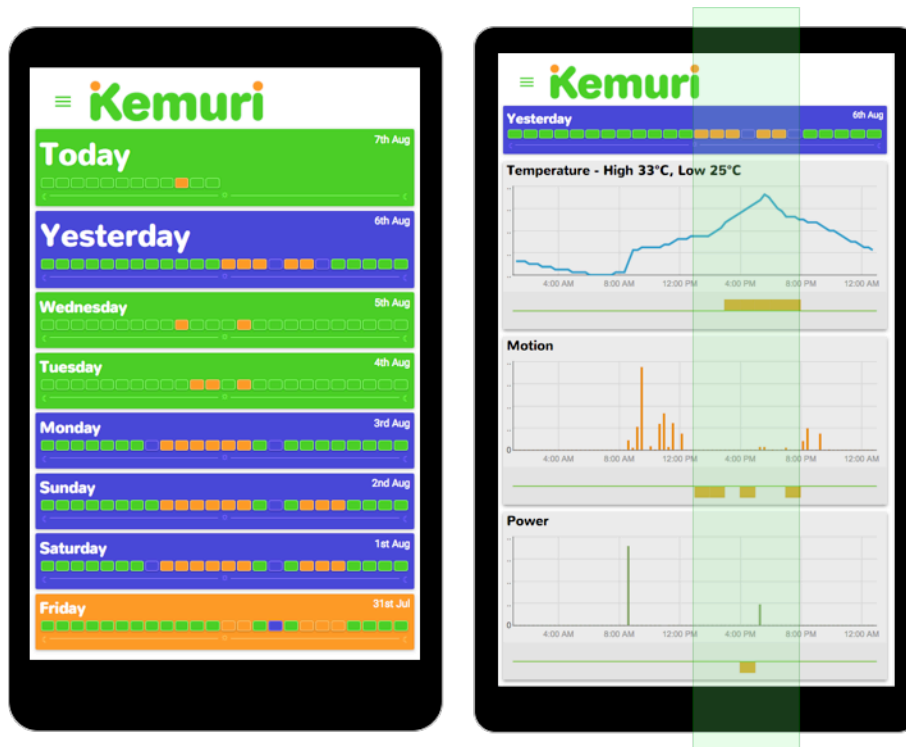 Kemuri
Today
7th Aug
Yesterday
6th Aug
Wednesday
5th Aug
Tuesday
4th Aug
Monday
3rd Aug
Sunday
2nd Aug
Saturday
1st Aug
Friday
31st Jul
Kemuri
Yesterday
6th Aug
Temperature - High 33°C, Low 25°C
4:00 AM 8:00 AM 12:00 PM 4:00 PM 8:00 PM 12:00 AM
Motion
0
4:00 AM 8:00 AM 12:00 PM 4:00 PM 8:00 PM 12:00 AM
Power
0
4:00 AM 8:00 AM 12:00 PM 4:00 PM 8:00 PM 12:00 AM